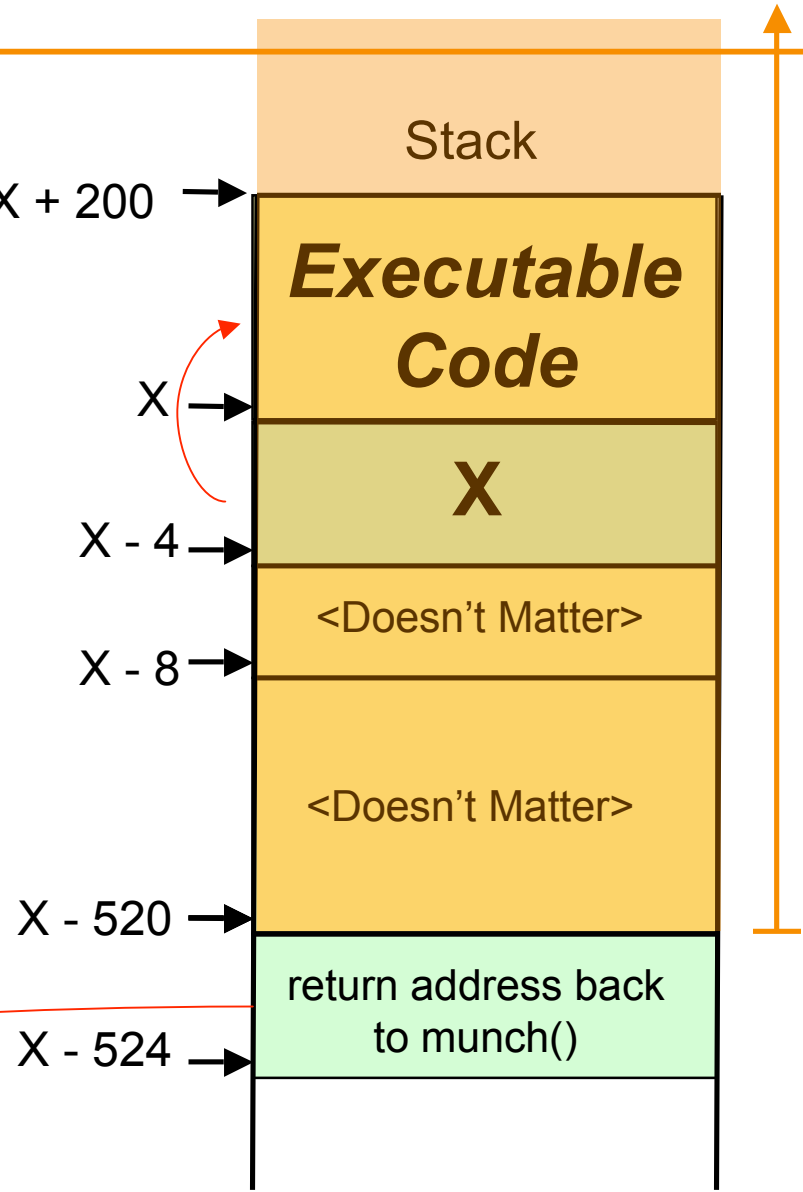 Stack
X + 200
Executable
Code
X
X
X - 4
<Doesn’t Matter>
X - 8
<Doesn’t Matter>
X - 520
return address back
to munch()
X - 524